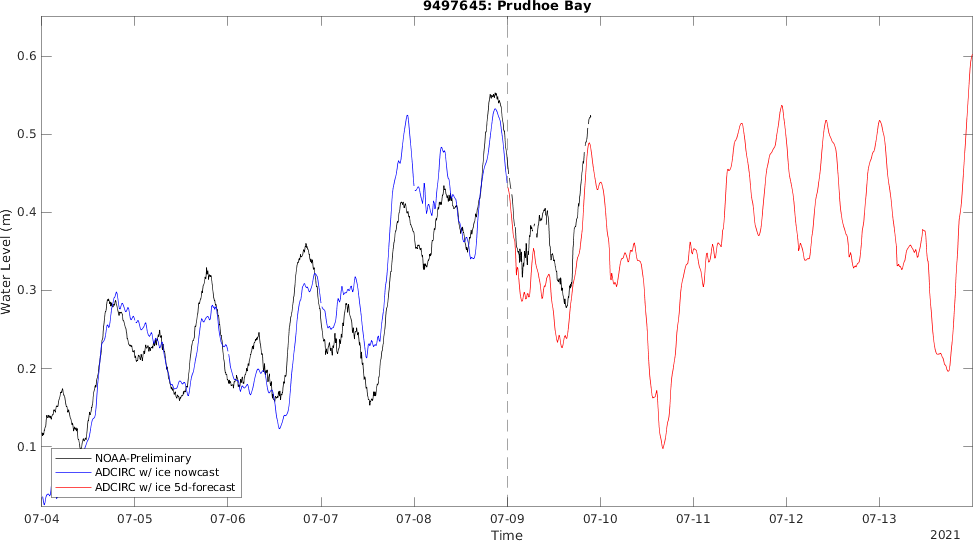 9497645: Prudhoe Bay
0.6
0.5
0.4
0.3
0.2
0.1
Water Level (m)
NOAA-Preliminary
ADCIRC w/ ice nowcast
ADCIRC w/ ice 5d-forecast
07-04 07-05 07-06 07-07 07-08 07-09 07-10 07-11 07-12 07-13
Time
2021